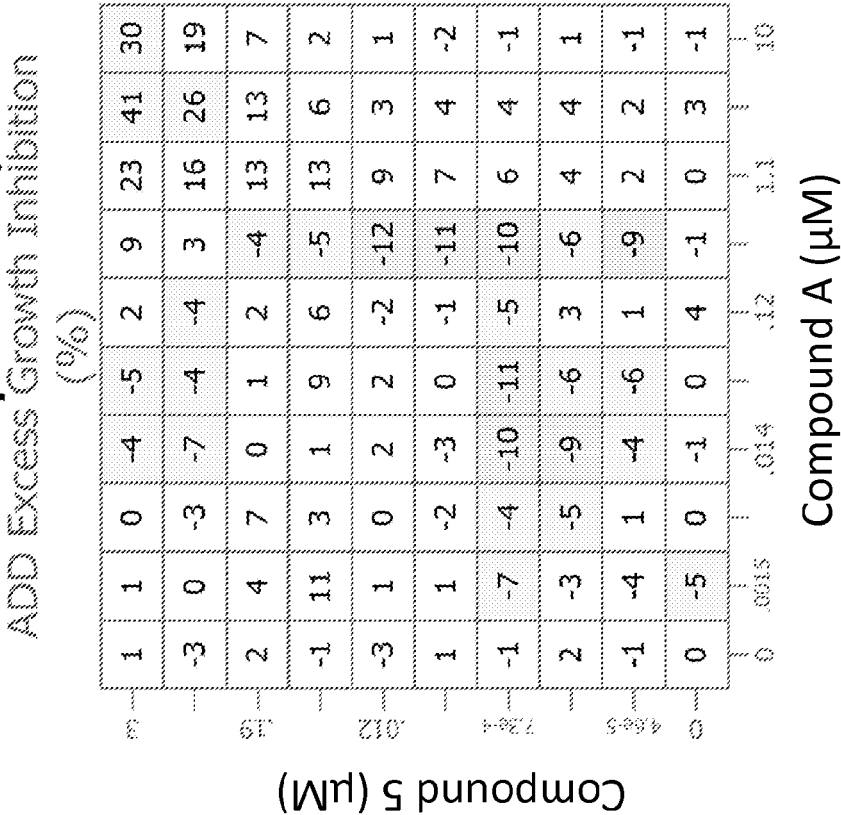 ADD Excess Growth Inhibition
(%)
Compound 5 (µM)
3 1 1 0 -4 -5 2 9 23 41 30
-3 0 -3 -7 -4 -4 3 16 26 19
.19 2 4 7 0 1 2 -4 13 13 7
-1 11 3 1 9 6 -5 13 6 2
.012 -3 1 0 2 2 -2 -12 9 3 1
1 1 -2 -3 0 -1 -11 7 4 -2
7.3e-4 -1 -7 -4 -10 -11 -5 -10 6 4 -1
2 -3 -5 -9 -6 3 -6 4 4 1
4.6e-5 -1 -4 1 -4 -6 1 -9 2 2 -1
0 0 -5 0 -1 0 4 -1 0 3 -1
0 .0015 .014 .12 1.1 10
Compound A (µM)